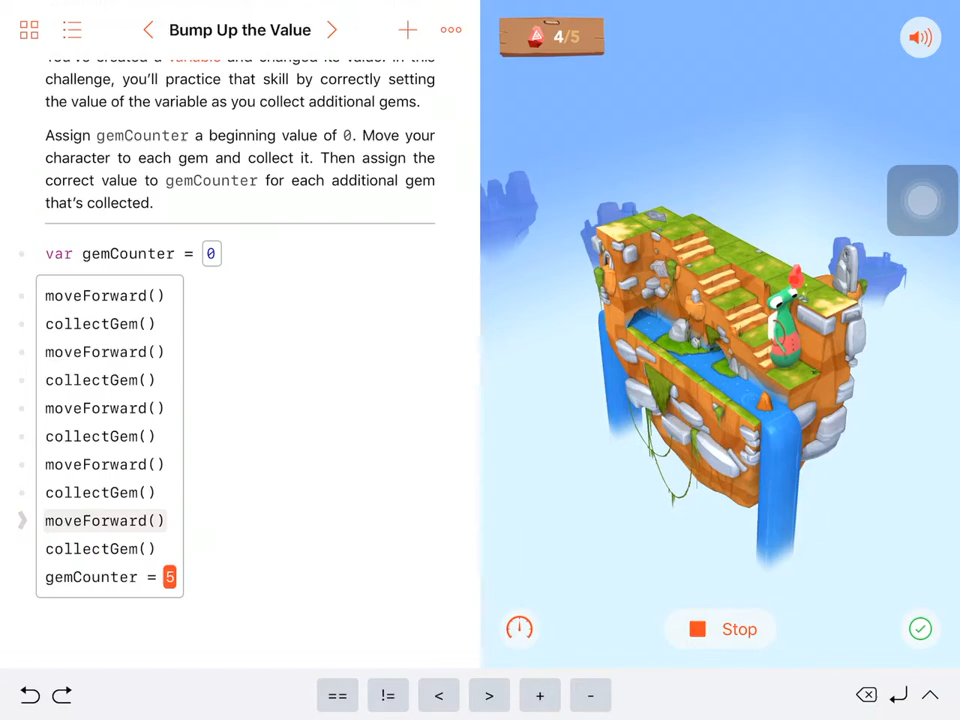 Bump Up the Value
4/5
You've created a variable and changed its value. In this
challenge, you'll practice that skill by correctly setting
the value of the variable as you collect additional gems.
Assign gemCounter a beginning value of 0. Move your
character to each gem and collect it. Then assign the
correct value to gemCounter for each additional gem
that's collected.
var gemCounter = 0
moveForward()
collectGem()
moveForward()
collectGem()
moveForward()
collectGem()
moveForward()
collectGem()
moveForward()
collectGem()
gemCounter = 5
Stop
== != < > + -